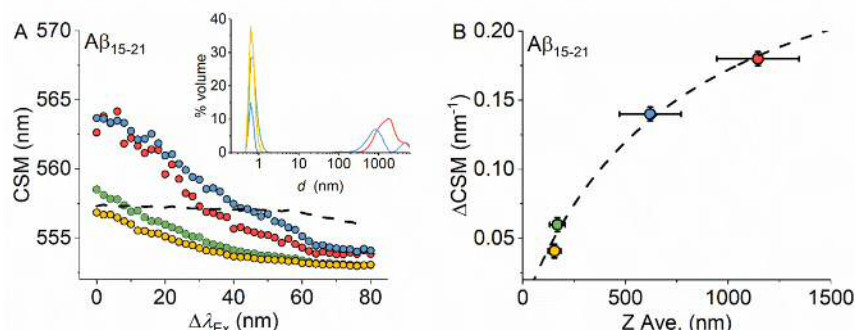 A
Aβ15-21
CSM (nm)
570
565
560
555
0
20
40
60
80
ΔλEx (nm)
% volume
40
30
20
10
0
1
10
100
1000
d (nm)
B
Aβ15-21
ΔCSM (nm-1)
0.20
0.15
0.10
0.05
0
500
1000
1500
Z Ave. (nm)